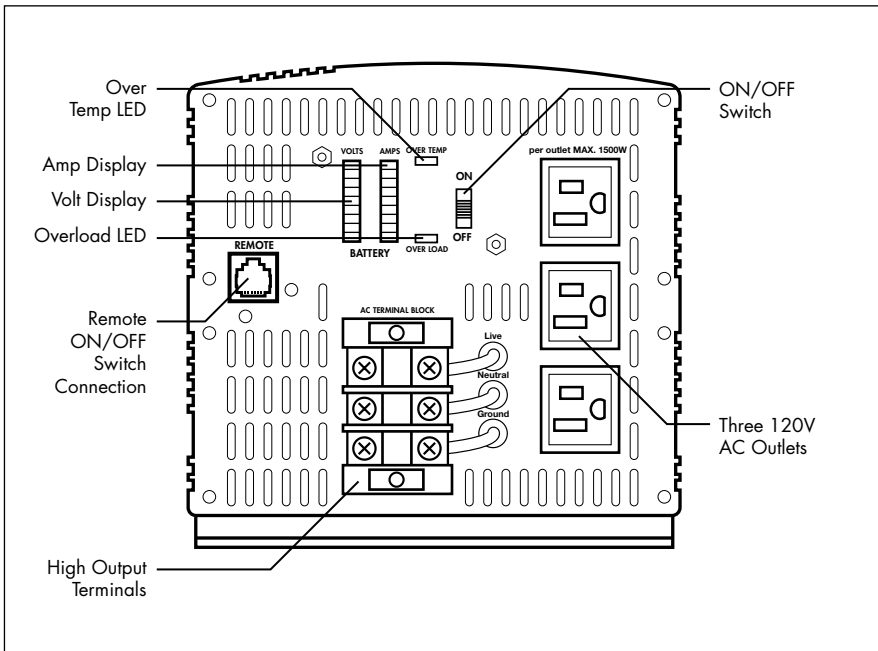 Over
Temp LED
Amp Display
Volt Display
Overload LED
Remote
ON/OFF
Switch
Connection
High Output
Terminals
VOLTS
AMPS
OVER TEMP
BATTERY
OVER LOAD
ON
OFF
REMOTE
AC TERMINAL BLOCK
Live
Neutral
Ground
per outlet MAX. 1500W
ON/OFF
Switch
Three 120V
AC Outlets